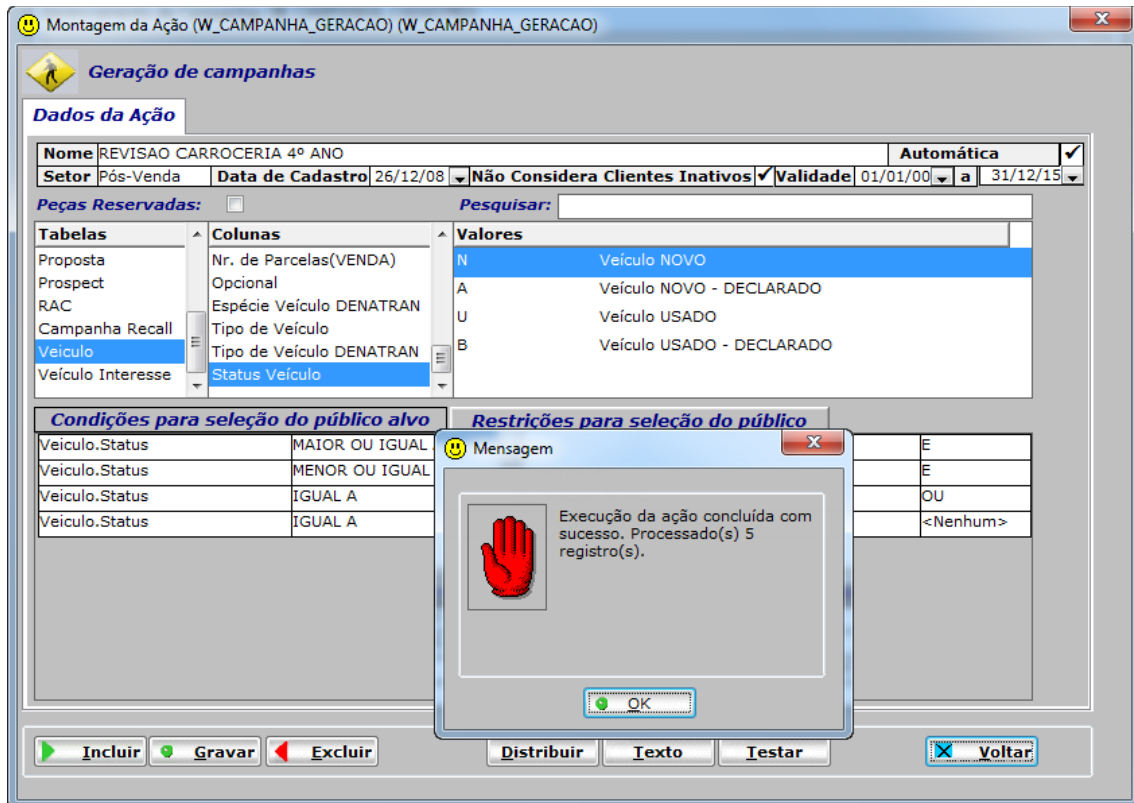 Montagem da Ação (W_CAMPANHA_GERACAO) (W_CAMPANHA_GERACAO)
Geração de campanhas
Dados da Ação
Nome REVISAO CARROCERIA 4º ANO Automática
Setor Pós-Venda Data de Cadastro 26/12/08 Não Considera Clientes Inativos Validade 01/01/00 a 31/12/15
Peças Reservadas: Pesquisar:
Tabelas Colunas Valores
Proposta Nr. de Parcelas(VENDA) N Veículo NOVO
Prospect Opcional A Veículo NOVO - DECLARADO
RAC Espécie Veículo DENATRAN U Veículo USADO
Campanha Recall Tipo de Veículo B Veículo USADO - DECLARADO
Veiculo Tipo de Veículo DENATRAN
Veículo Interesse Status Veículo
Condições para seleção do público alvo Restrições para seleção do público
Veiculo.Status MAIOR OU IGUAL E
Veiculo.Status MENOR OU IGUAL E
Veiculo.Status IGUAL A OU
Veiculo.Status IGUAL A <Nenhum>
Mensagem
Execução da ação concluída com
sucesso. Processado(s) 5
registro(s).
OK
Incluir Gravar Excluir Distribuir Texto Testar Voltar